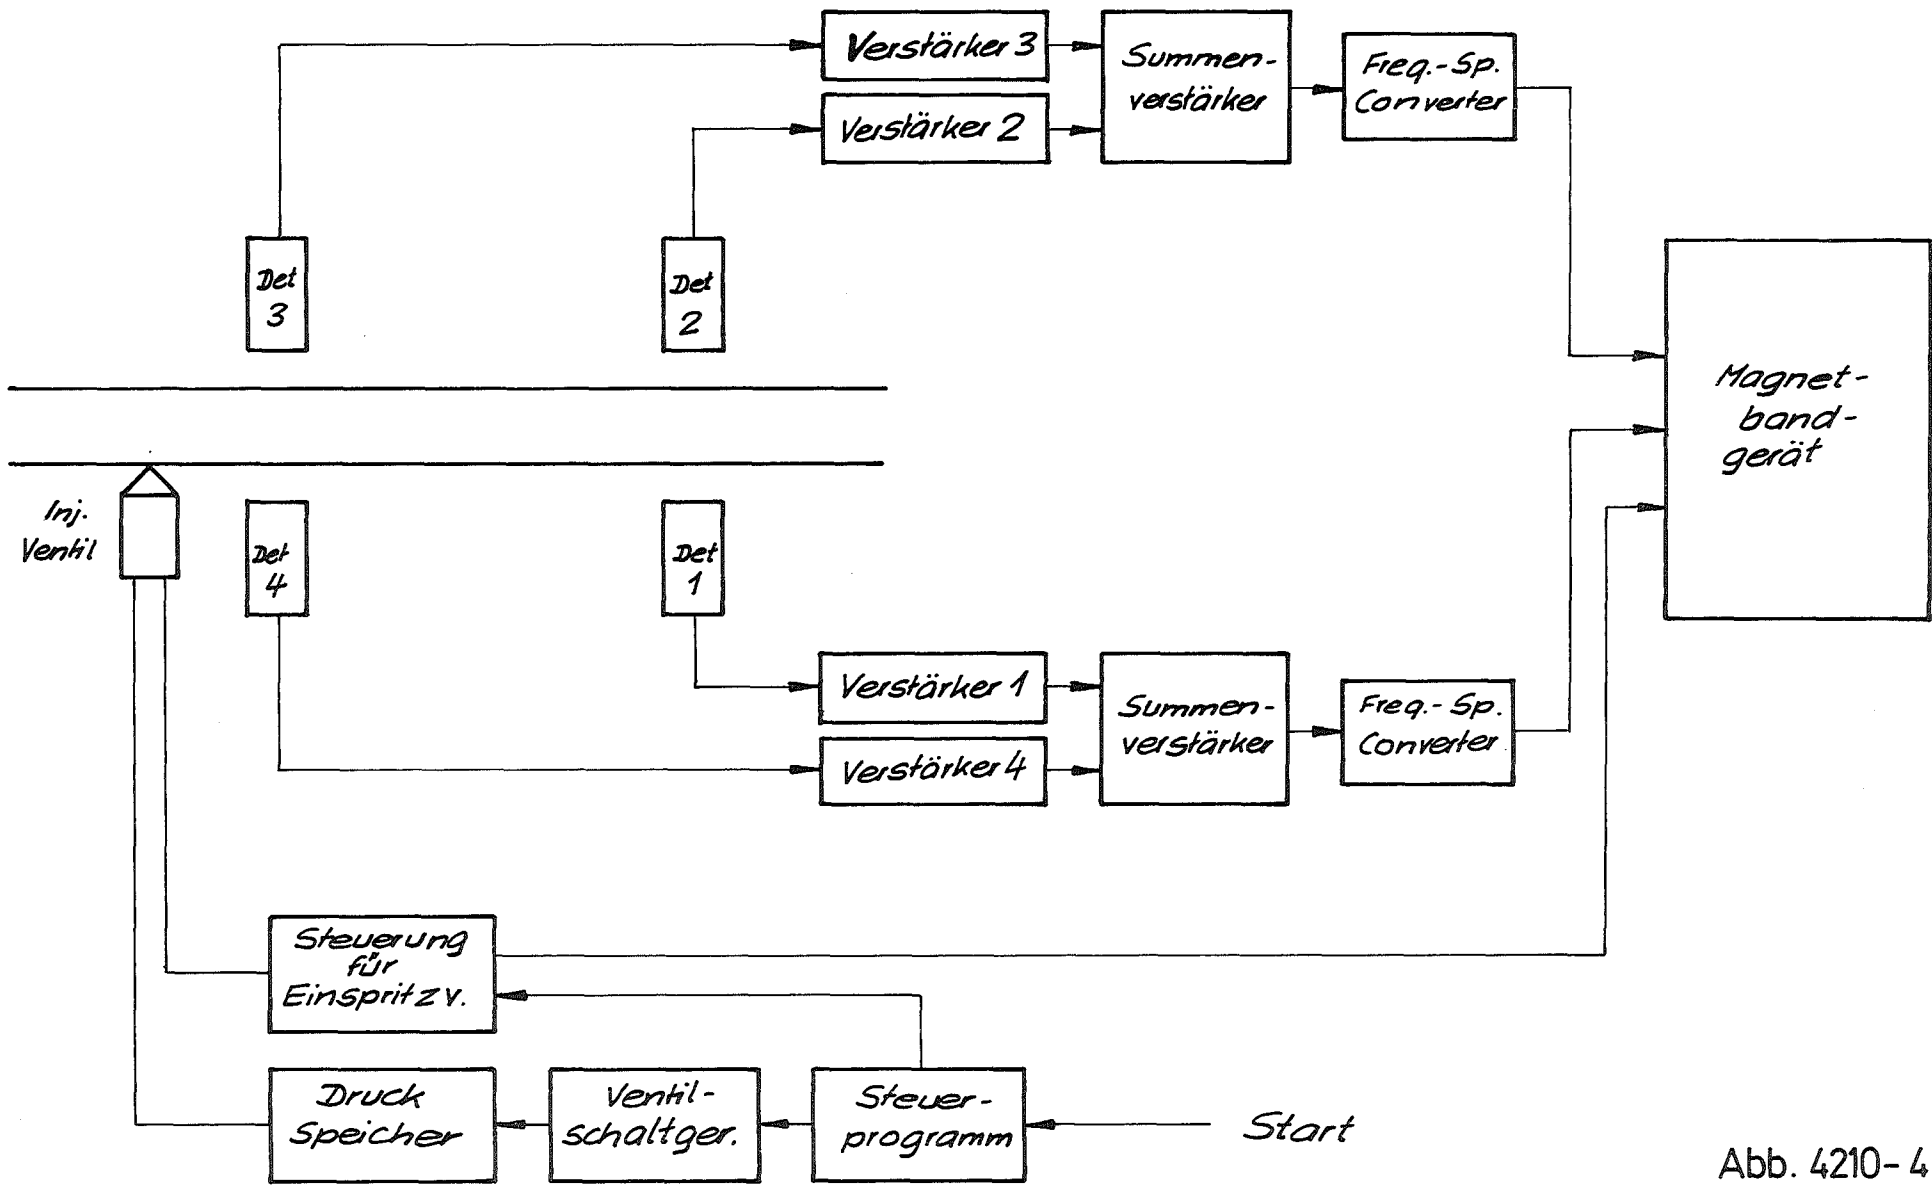 Verstärker 3
Verstärker 2
Summen-
verstärker
Freq.-Sp.
Converter
Det
3
Det
2
Magnet-
band-
gerät
Inj.
Ventil
Det
4
Det
1
Verstärker 1
Verstärker 4
Summen-
verstärker
Freq.-Sp.
Converter
Steuerung
für
Einspritzv.
Druck
Speicher
Ventil-
schaltger.
Steuer-
programm
Start
Abb. 4210-4